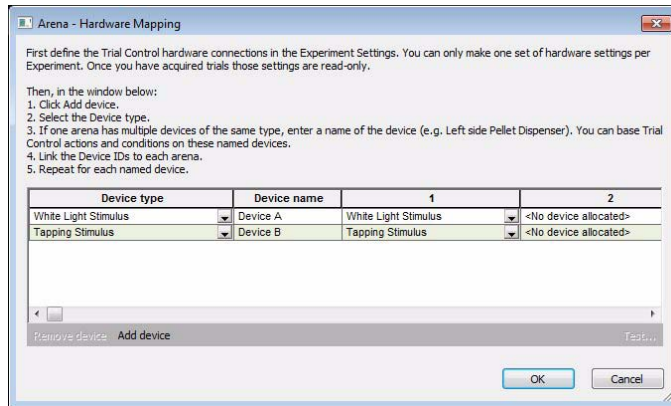 Arena - Hardware Mapping
First define the Trial Control hardware connections in the Experiment Settings. You can only make one set of hardware settings per
Experiment. Once you have acquired trials those settings are read-only.
Then, in the window below:
1. Click Add device.
2. Select the Device type.
3. If one arena has multiple devices of the same type, enter a name of the device (e.g. Left side Pellet Dispenser). You can base Trial
Control actions and conditions on these named devices.
4. Link the Device IDs to each arena.
5. Repeat for each named device.
Device type Device name 1 2
White Light Stimulus Device A White Light Stimulus <No device allocated>
Tapping Stimulus Device B Tapping Stimulus <No device allocated>
Remove device Add device Test...
OK Cancel